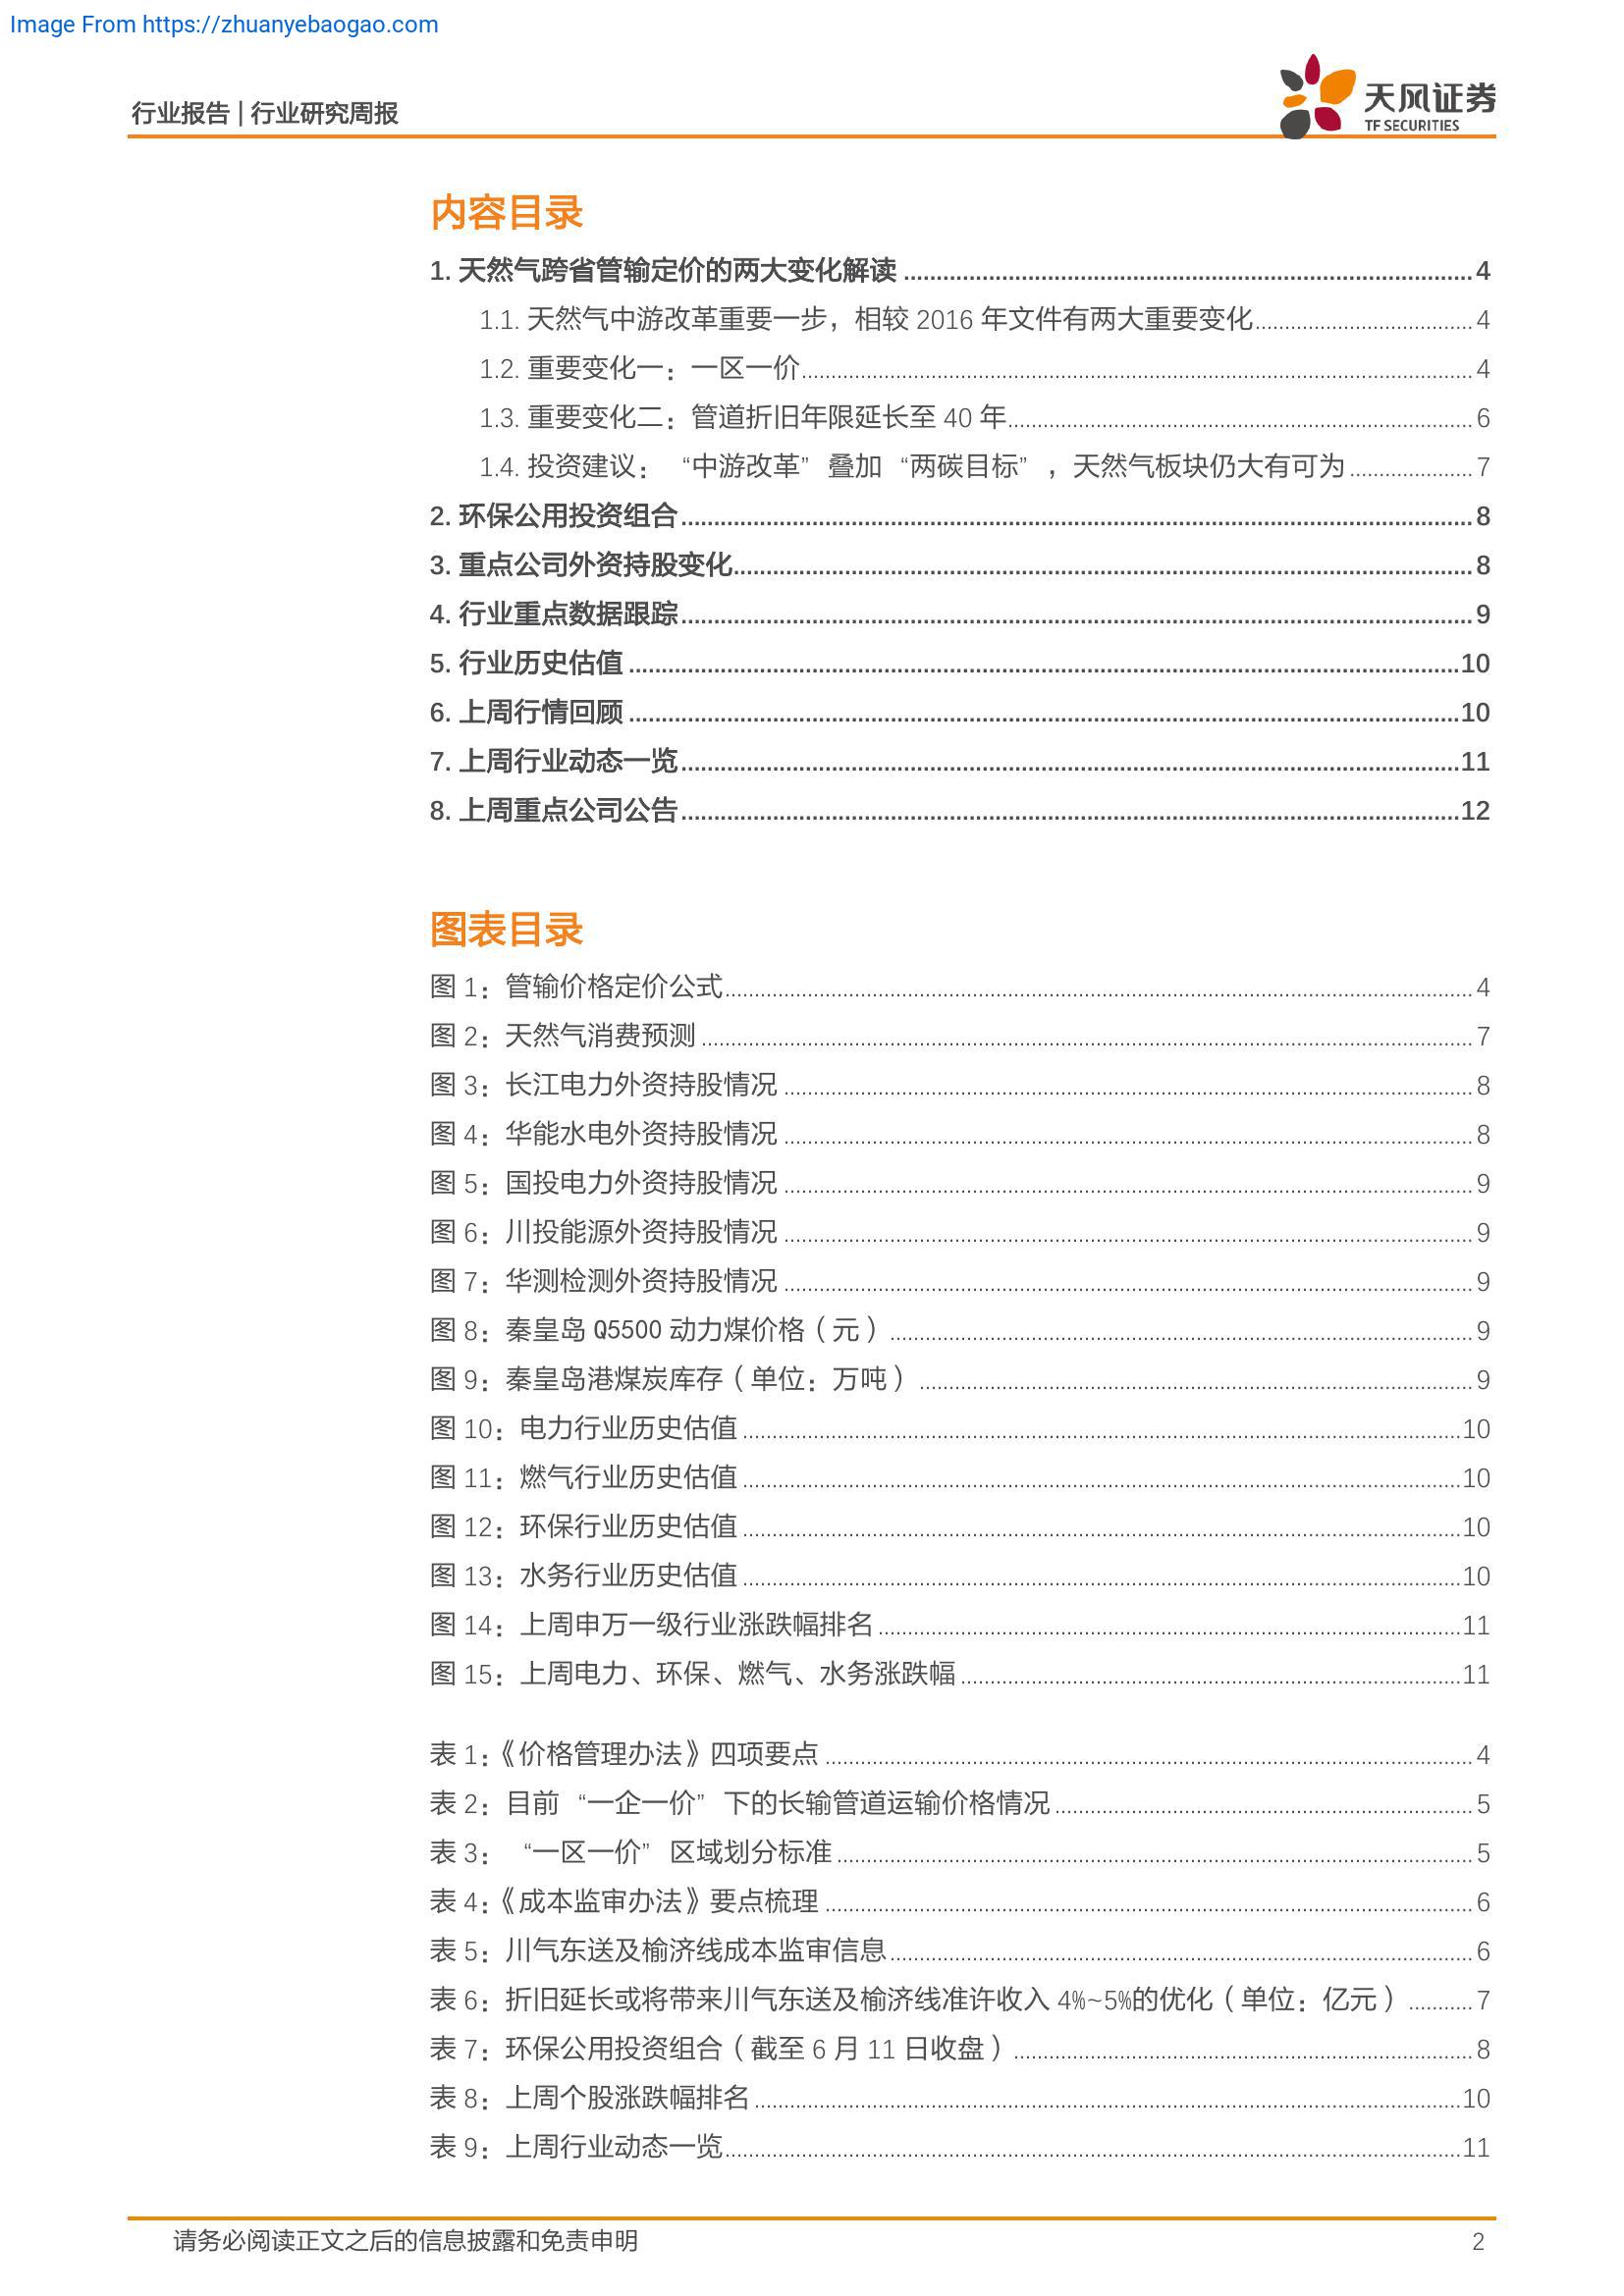 Image From https://zhuanyebaogao.com
行业报告 | 行业研究周报
天风证券
TF SECURITIES
内容目录
1. 天然气跨省管输定价的两大变化解读 4
1.1. 天然气中游改革重要一步，相较 2016 年文件有两大重要变化 4
1.2. 重要变化一：一区一价 4
1.3. 重要变化二：管道折旧年限延长至 40 年 6
1.4. 投资建议：“中游改革”叠加“两碳目标”，天然气板块仍大有可为 7
2. 环保公用投资组合 8
3. 重点公司外资持股变化 8
4. 行业重点数据跟踪 9
5. 行业历史估值 10
6. 上周行情回顾 10
7. 上周行业动态一览 11
8. 上周重点公司公告 12
图表目录
图 1：管输价格定价公式 4
图 2：天然气消费预测 7
图 3：长江电力外资持股情况 8
图 4：华能水电外资持股情况 8
图 5：国投电力外资持股情况 9
图 6：川投能源外资持股情况 9
图 7：华测检测外资持股情况 9
图 8：秦皇岛 Q5500 动力煤价格（元） 9
图 9：秦皇岛港煤炭库存（单位：万吨） 9
图 10：电力行业历史估值 10
图 11：燃气行业历史估值 10
图 12：环保行业历史估值 10
图 13：水务行业历史估值 10
图 14：上周申万一级行业涨跌幅排名 11
图 15：上周电力、环保、燃气、水务涨跌幅 11
表 1：《价格管理办法》四项要点 4
表 2：目前“一企一价”下的长输管道运输价格情况 5
表 3：“一区一价”区域划分标准 5
表 4：《成本监审办法》要点梳理 6
表 5：川气东送及榆济线成本监审信息 6
表 6：折旧延长或将带来川气东送及榆济线准许收入 4%~5%的优化（单位：亿元） 7
表 7：环保公用投资组合（截至 6 月 11 日收盘） 8
表 8：上周个股涨跌幅排名 10
表 9：上周行业动态一览 11
请务必阅读正文之后的信息披露和免责申明 2